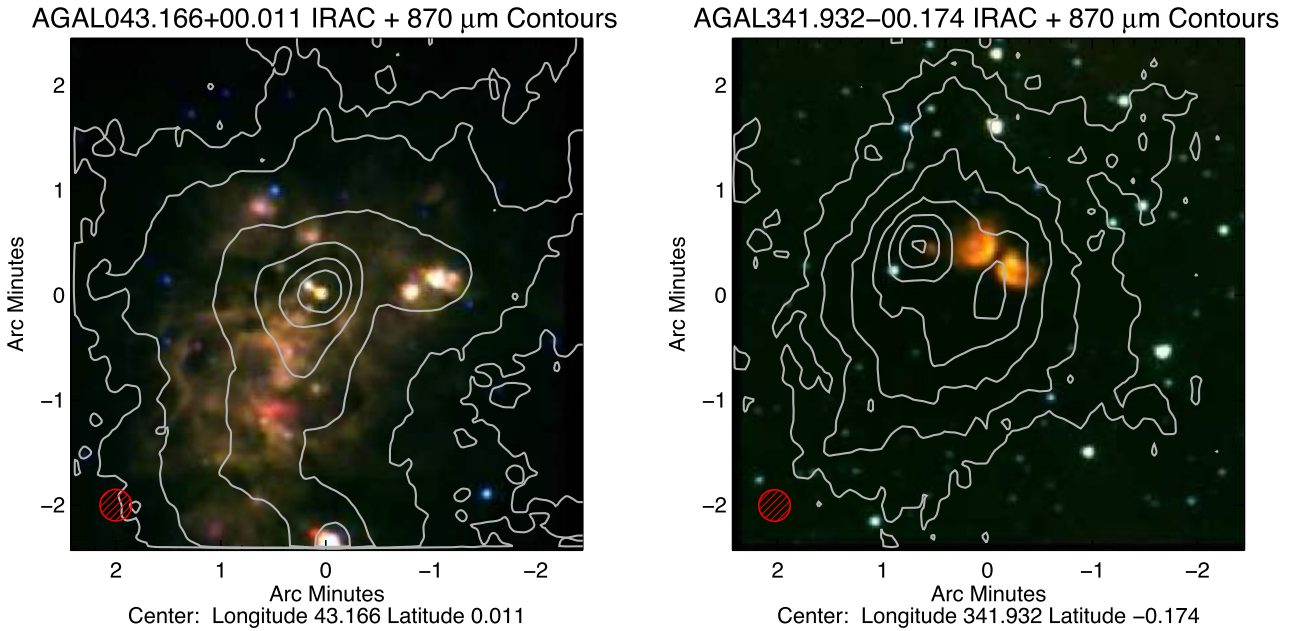 AGAL043.166+00.011 IRAC + 870 μm Contours
2
1
0
−1
−2
Arc Minutes
2
1
0
−1
−2
Arc Minutes
Center: Longitude 43.166 Latitude 0.011
AGAL341.932−00.174 IRAC + 870 μm Contours
2
1
0
−1
−2
Arc Minutes
2
1
0
−1
−2
Arc Minutes
Center: Longitude 341.932 Latitude −0.174